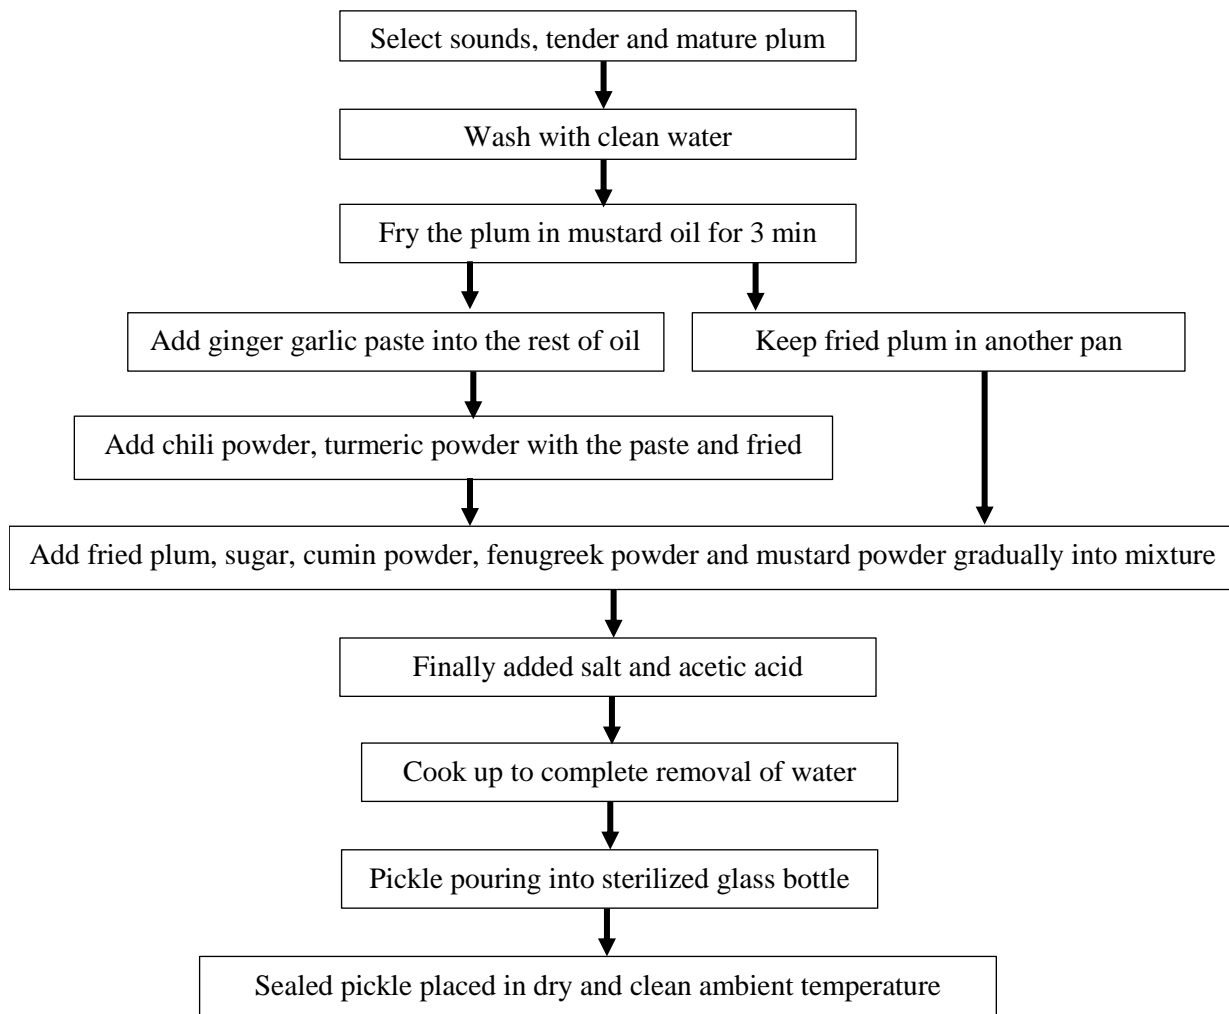 Select sounds, tender and mature plum
Wash with clean water
Fry the plum in mustard oil for 3 min
Add ginger garlic paste into the rest of oil
Keep fried plum in another pan
Add chili powder, turmeric powder with the paste and fried
Add fried plum, sugar, cumin powder, fenugreek powder and mustard powder gradually into mixture
Finally added salt and acetic acid
Cook up to complete removal of water
Pickle pouring into sterilized glass bottle
Sealed pickle placed in dry and clean ambient temperature